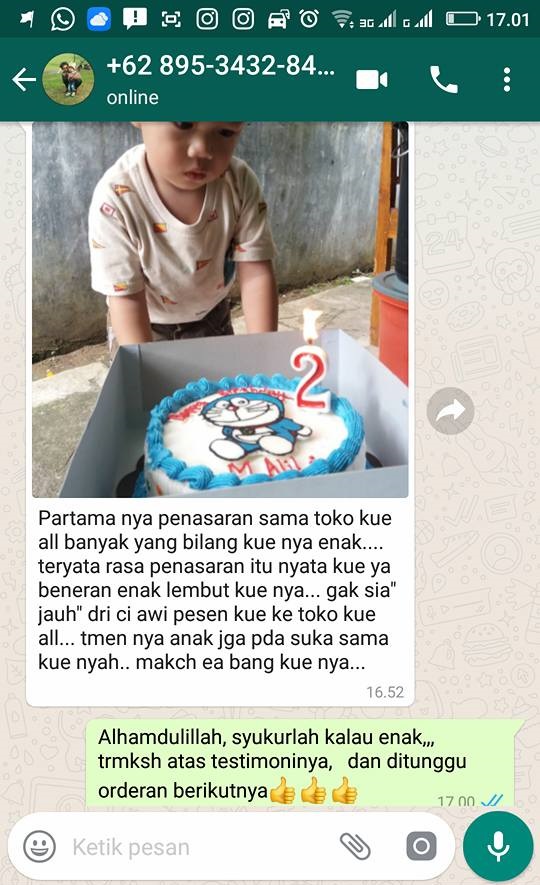 17.01
+62 895-3432-84...
online
2
M Ali
Partama nya penasaran sama toko kue
all banyak yang bilang kue nya enak....
teryata rasa penasaran itu nyata kue ya
beneran enak lembut kue nya... gak sia"
jauh" dri ci awi pesen kue ke toko kue
all... tmen nya anak jga pda suka sama
kue nyah.. makch ea bang kue nya...
16.52
Alhamdulillah, syukurlah kalau enak,,,
trmksh atas testimoninya, dan ditunggu
orderan berikutnya👍👍👍
17.00
Ketik pesan